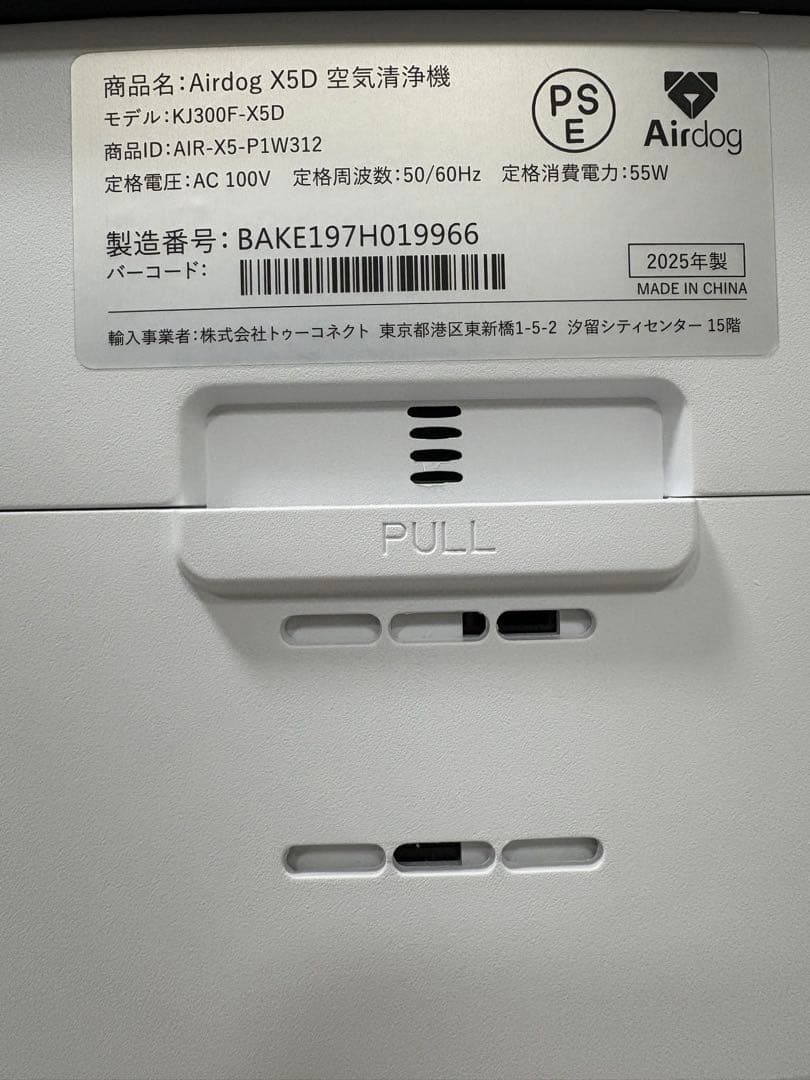 商品名：Airdog X5D 空気清浄機
モデル：KJ300F-X5D
商品ID：AIR-X5-P1W312
定格電圧：AC 100V 定格周波数：50/60Hz 定格消費電力：55W
PS
E
Airdog
製造番号：BAKE197H019966
バーコード：
2025年製
MADE IN CHINA
輸入事業者：株式会社トゥーコネクト 東京都港区東新橋1-5-2 汐留シティセンター 15階
PULL